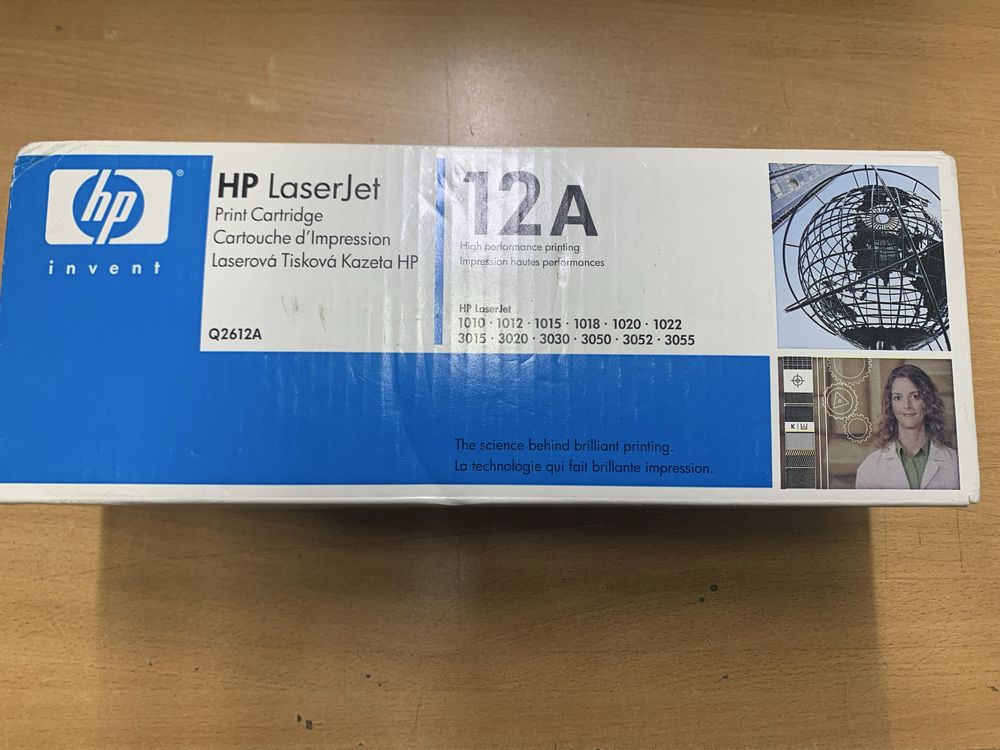 hp®
invent
HP LaserJet
Print Cartridge
Cartouche d'Impression
Laserová Tisková Kazeta HP
Q2612A
12A
High performance printing
Impression hautes performances
HP LaserJet
1010 · 1012 · 1015 · 1018 · 1020 · 1022
3015 · 3020 · 3030 · 3050 · 3052 · 3055
The science behind brilliant printing.
La technologie qui fait brillante impression.